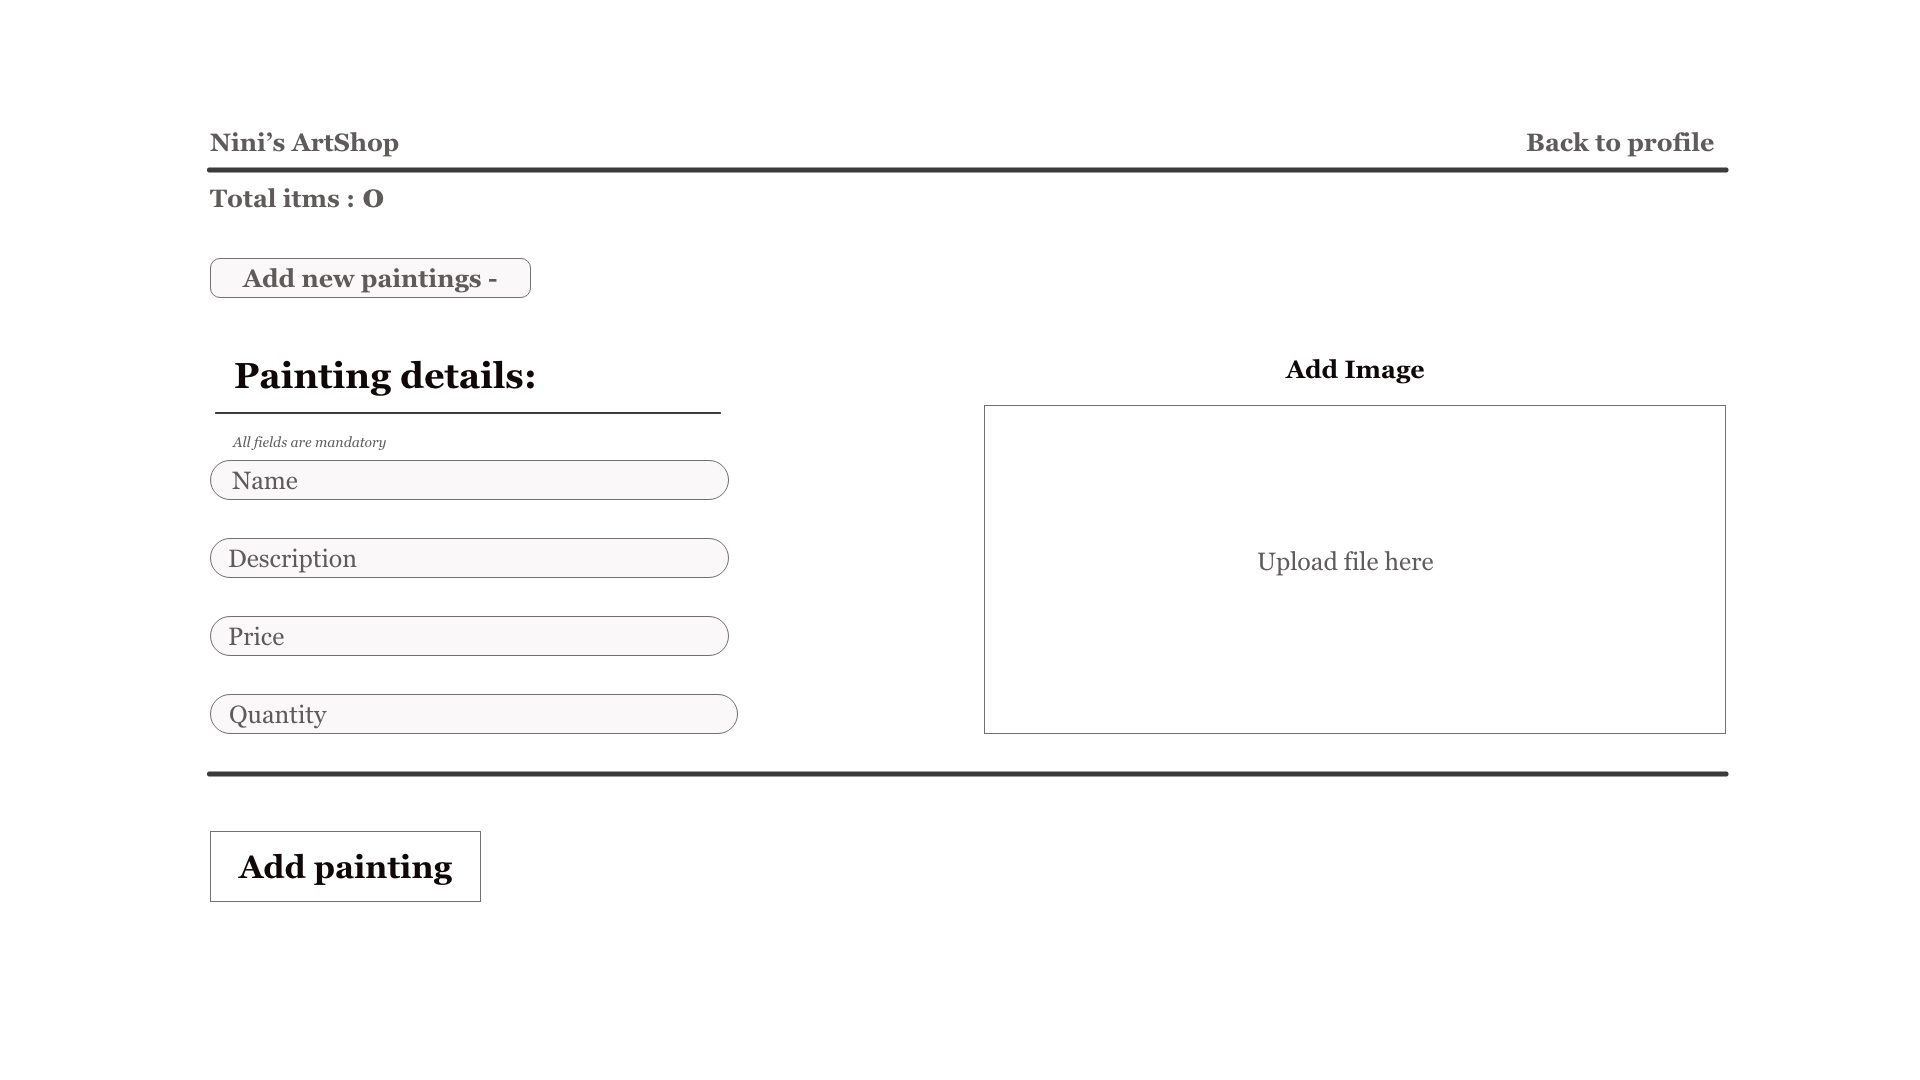 Nini’s ArtShop
Back to profile
Total itms : 0
Add new paintings -
Painting details:
Add Image
All fields are mandatory
Name
Description
Price
Quantity
Upload file here
Add painting